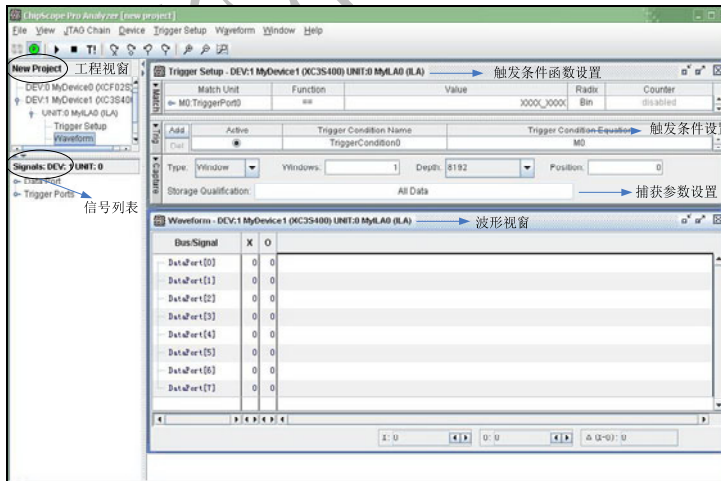 ChipScope Pro Analyzer [new project]
File View JTAG Chain Device Trigger Setup Waveform Window Help
T!
New Project 工程视窗
DEV:0 MyDevice0 (XCF02S)
DEV:1 MyDevice1 (XC3S40
UNIT:0 MyILA0 (ILA)
Trigger Setup
Waveform
Signals: DEV: 1 UNIT: 0
Data Port
Trigger Ports
信号列表
Trigger Setup - DEV:1 MyDevice1 (XC3S400) UNIT:0 MyILA0 (ILA) 触发条件函数设置
Match
Match Unit Function Value Radix Counter
M0:TriggerPort0 == XXXX_XXXX Bin disabled
Trig
Add Active Trigger Condition Name Trigger Condition Equation 触发条件设
Del TriggerCondition0 M0
Capture
Type: Window Windows: 1 Depth: 8192 Position: 0
Storage Qualification: All Data 捕获参数设置
Waveform - DEV:1 MyDevice1 (XC3S400) UNIT:0 MyILA0 (ILA) 波形视窗
Bus/Signal X O
DataPort[0] 0 0
DataPort[1] 0 0
DataPort[2] 0 0
DataPort[3] 0 0
DataPort[4] 0 0
DataPort[5] 0 0
DataPort[6] 0 0
DataPort[7] 0 0
X: 0 O: 0 Δ (X-O): 0